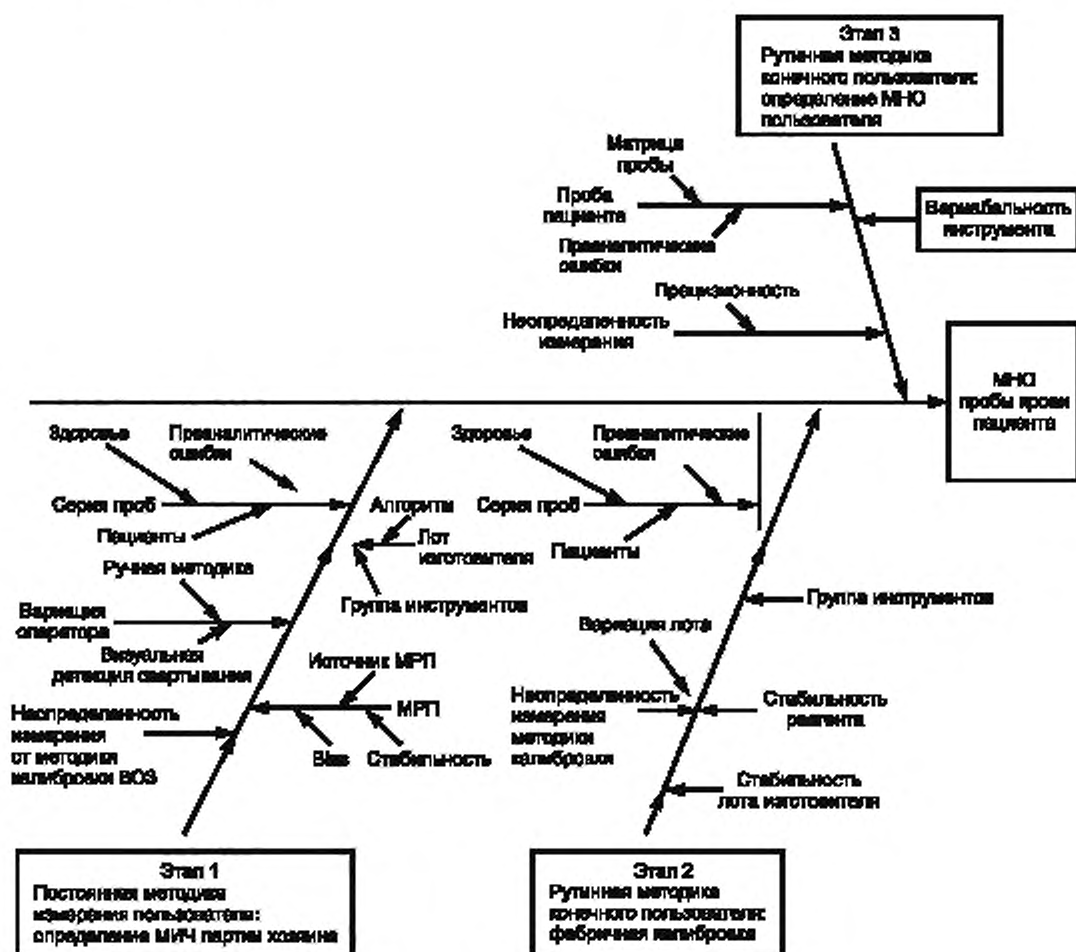 Этап 3
Рутинная методика
конечного пользователя:
определение МНО
пользователя
Матрица
пробы
Проба
пациента
Преаналитические
ошибки
Вариабальность
инструмента
Прецизионность
Неопределенность
измерения
МНО
пробы крови
пациента
Здоровье
Преаналитические
ошибки
Серия проб
Пациенты
Алгоритм
Лот
изготовителя
Группа инструментов
Ручная методика
Вариация
оператора
Визуальная
детекция свертывания
Источник МРП
МРП
Bias
Стабильность
Неопределенность
измерения
от методики
калибровки ВОЗ
Этап 1
Постоянная методика
измерения пользователя:
определение МИЧ партии хозяина
Здоровье
Преаналитические
ошибки
Серия проб
Пациенты
Группа инструментов
Вариация лота
Неопределенность
измерения
методики
калибровки
Стабильность
реагента
Стабильность
лота изготовителя
Этап 2
Рутинная методика
конечного пользователя:
фабричная калибровка